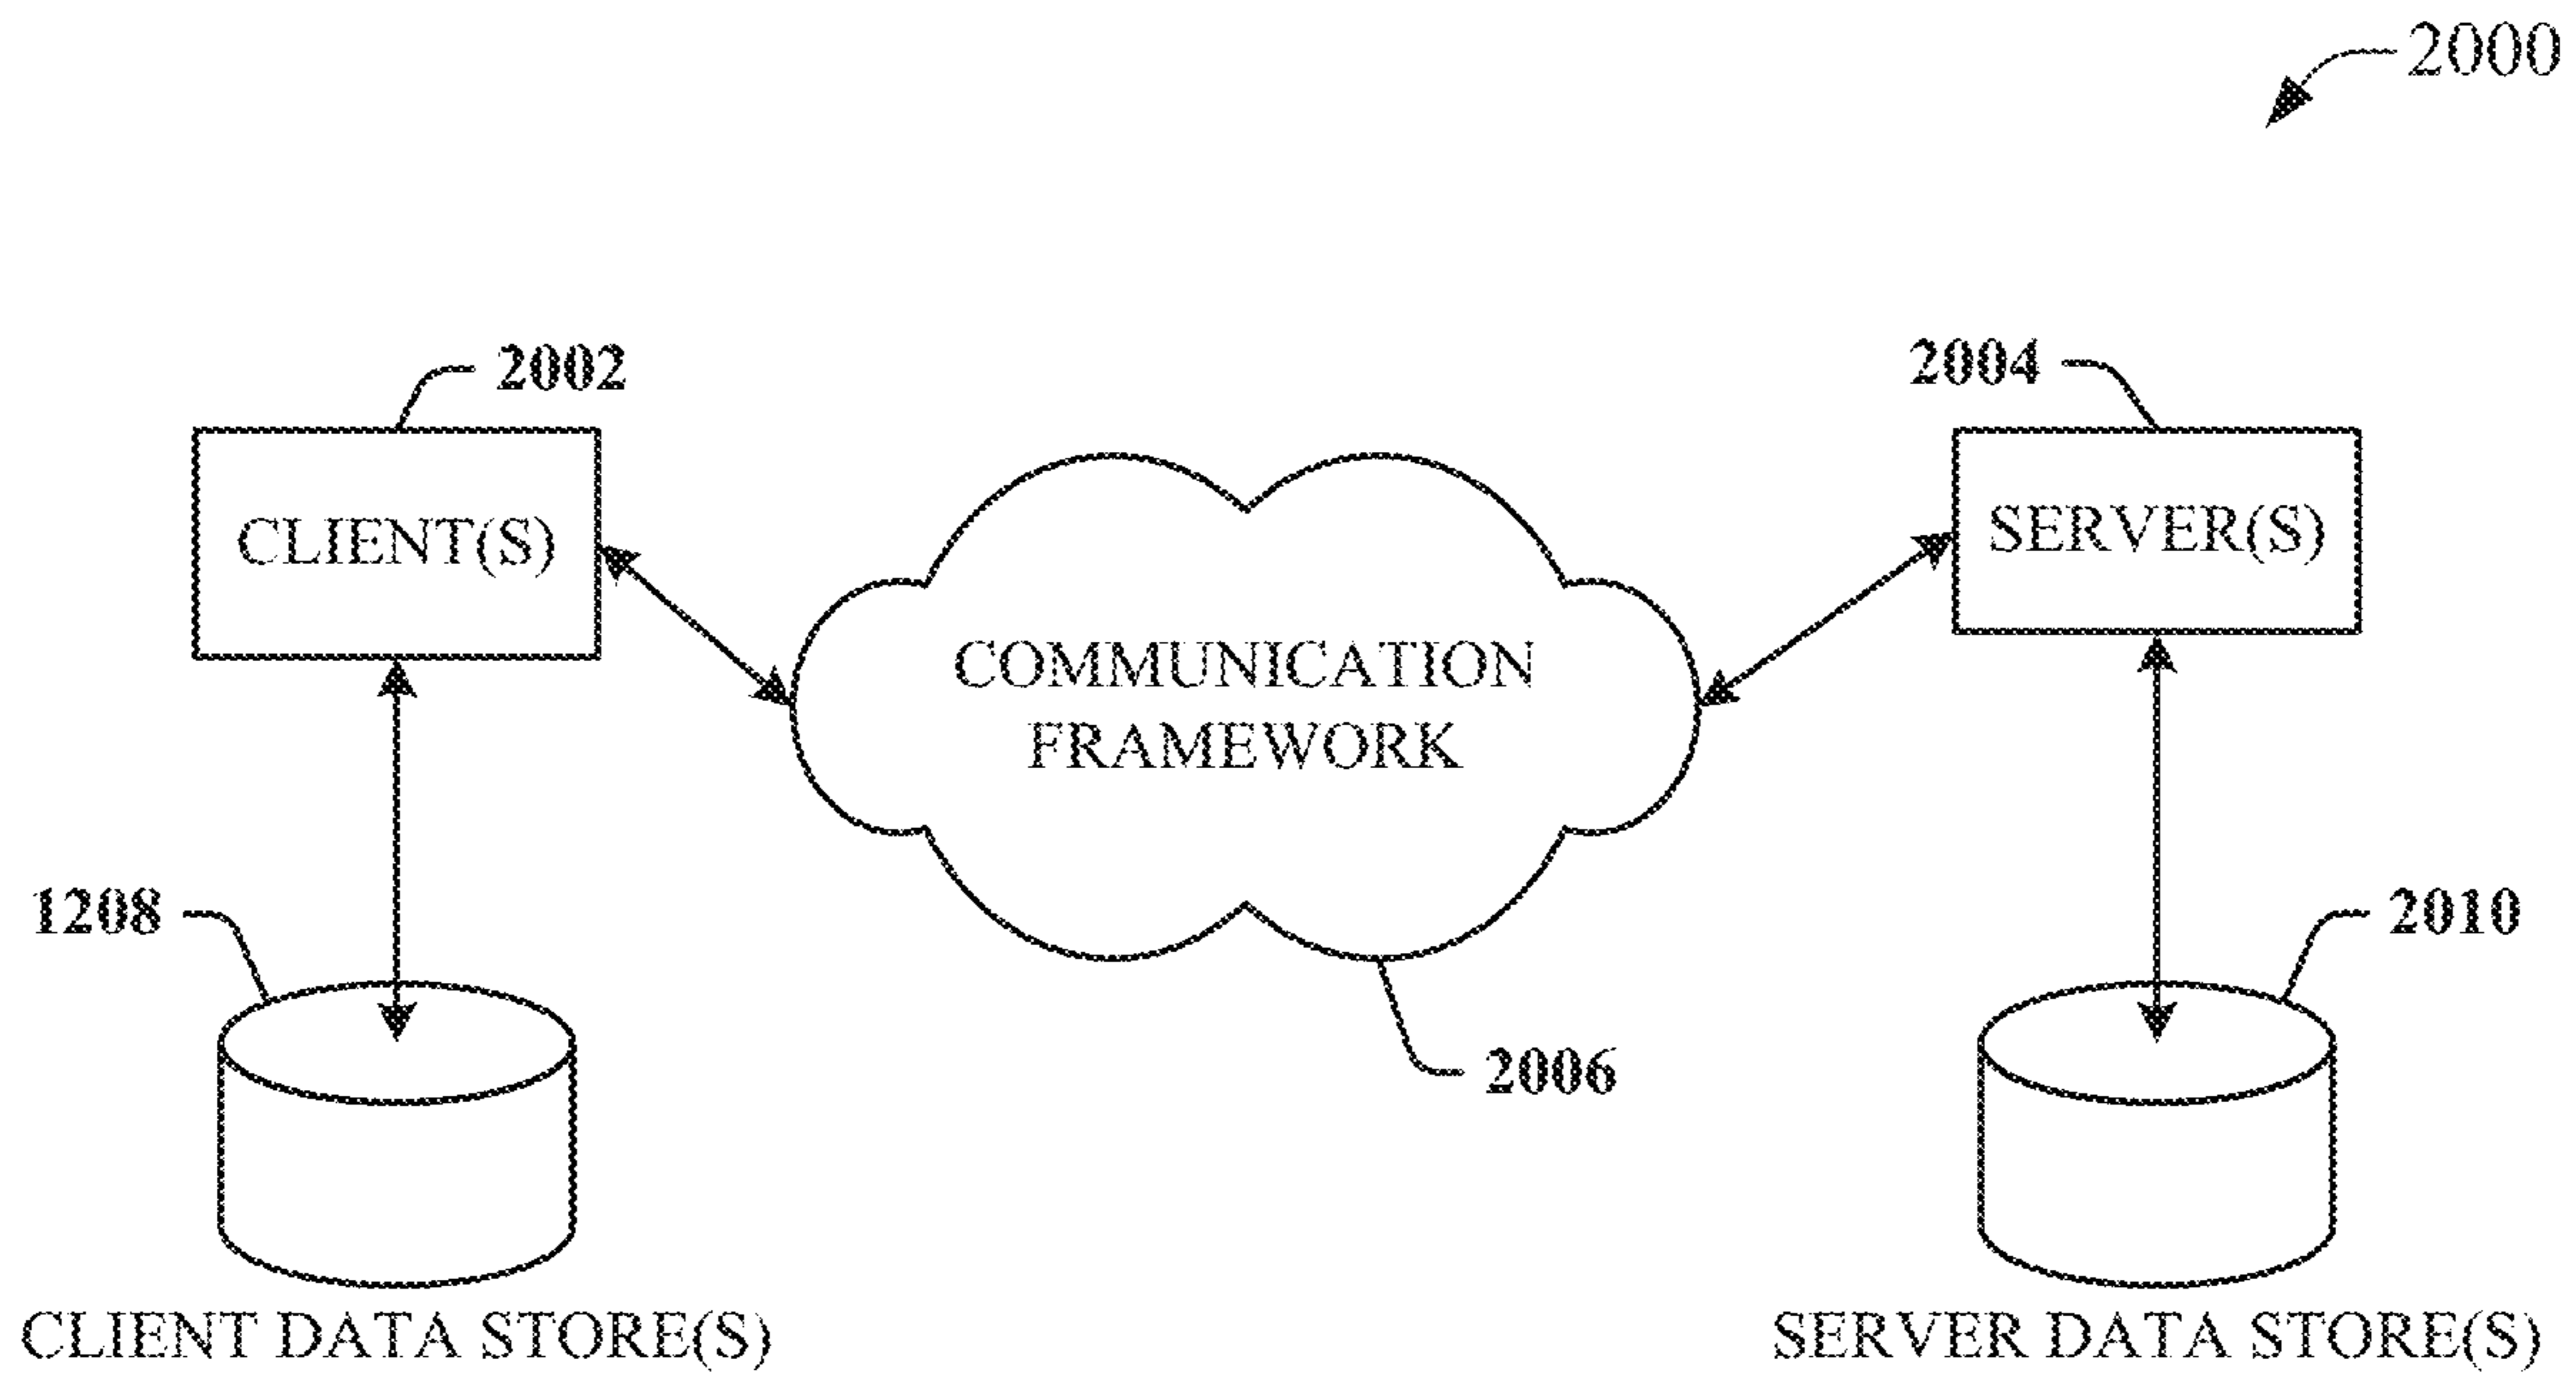 2000
2002
2004
CLIENT(S)
SERVER(S)
COMMUNICATION
FRAMEWORK
1208
2010
2006
CLIENT DATA STORE(S)
SERVER DATA STORE(S)